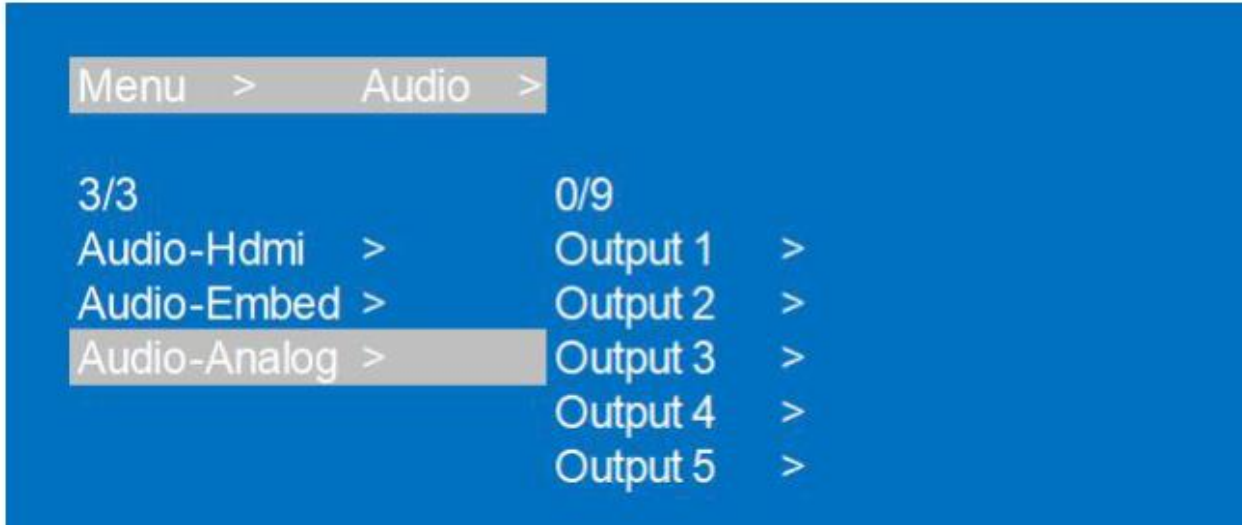 Menu > Audio >
3/3 0/9
Audio-Hdmi > Output 1 >
Audio-Embed > Output 2 >
Audio-Analog > Output 3 >
Output 4 >
Output 5 >